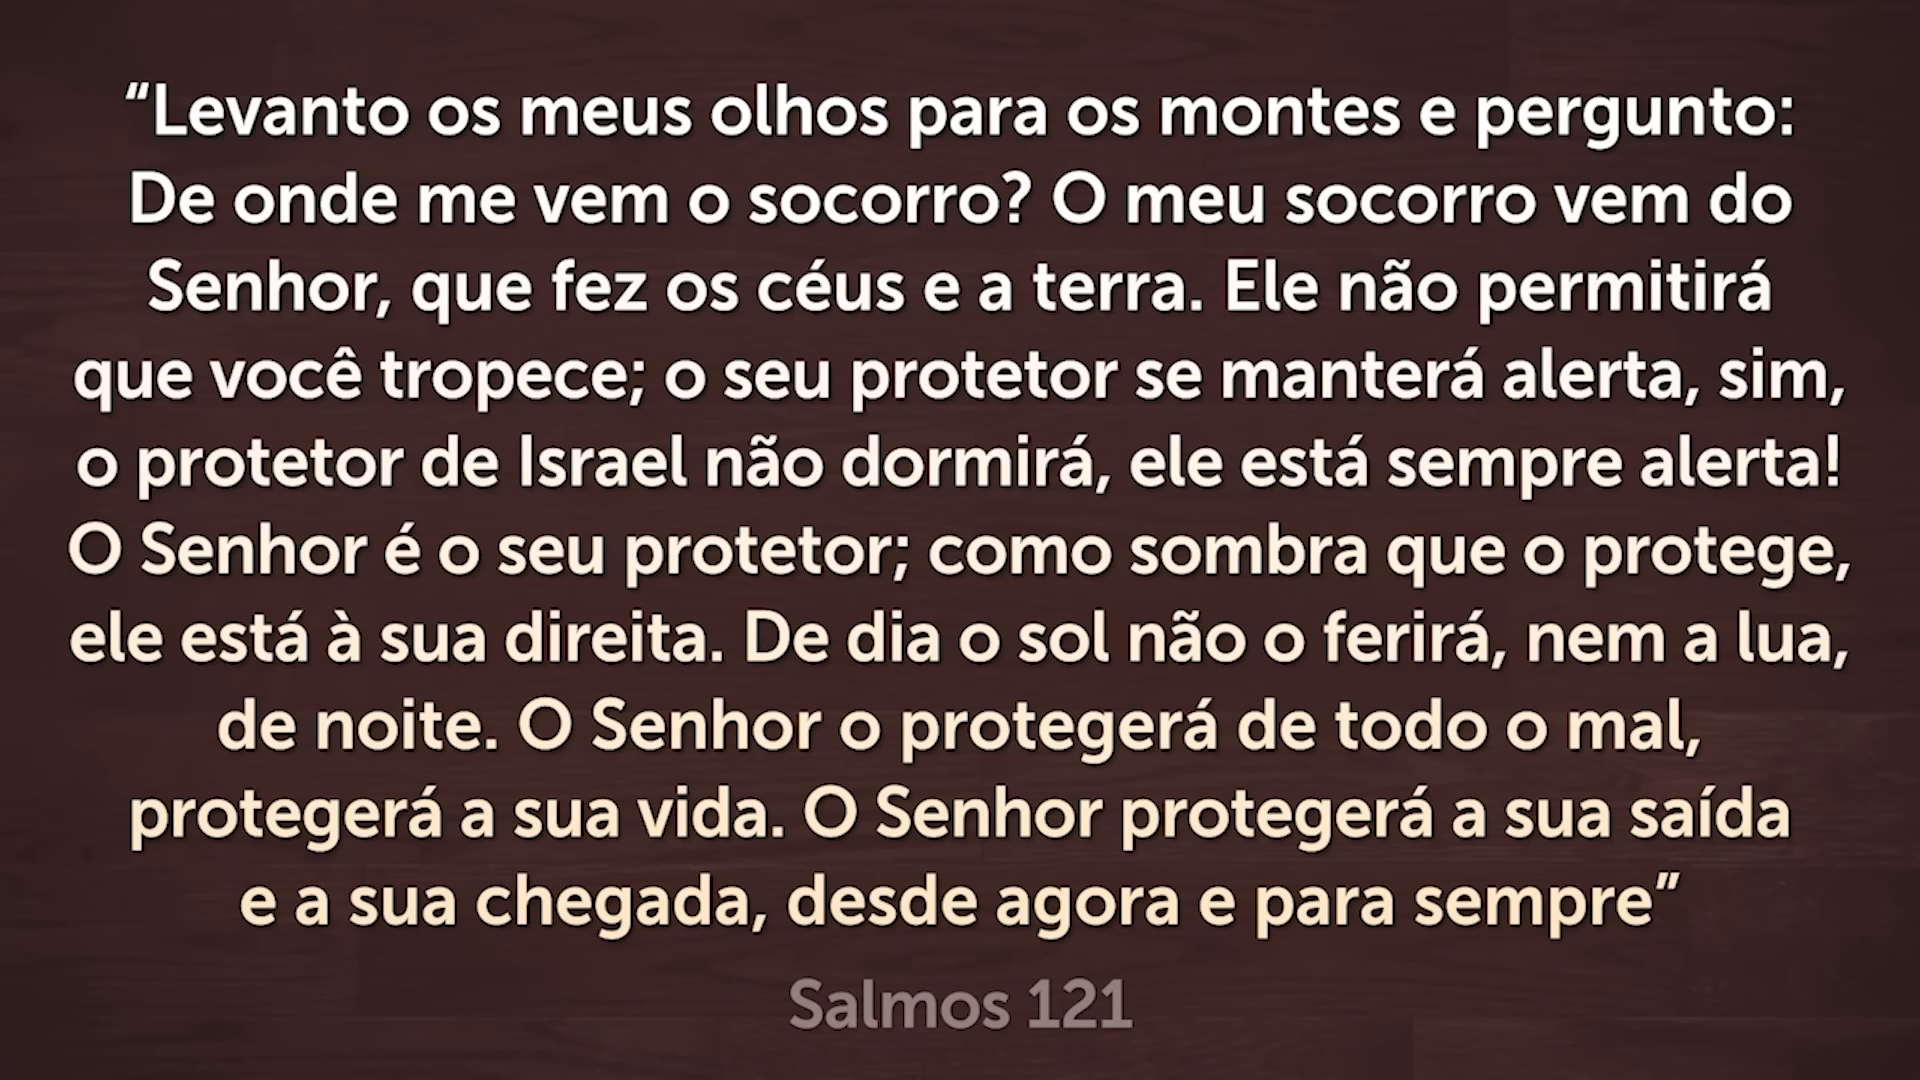 “Levanto os meus olhos para os montes e pergunto:
De onde me vem o socorro? O meu socorro vem do
Senhor, que fez os céus e a terra. Ele não permitirá
que você tropece; o seu protetor se manterá alerta, sim,
o protetor de Israel não dormirá, ele está sempre alerta!
O Senhor é o seu protetor; como sombra que o protege,
ele está à sua direita. De dia o sol não o ferirá, nem a lua,
de noite. O Senhor o protegerá de todo o mal,
protegerá a sua vida. O Senhor protegerá a sua saída
e a sua chegada, desde agora e para sempre”
Salmos 121